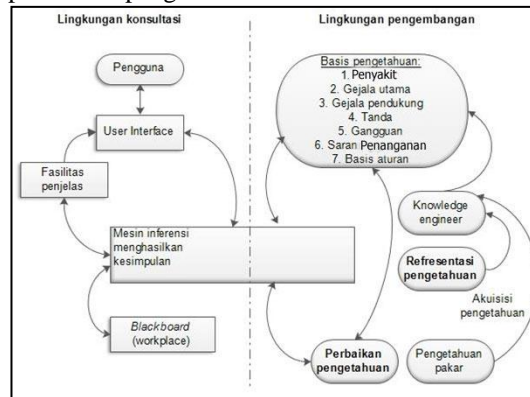 Lingkungan konsultasi
Lingkungan pengembangan
Pengguna
User Interface
Fasilitas
penjelas
Mesin inferensi
menghasilkan
kesimpulan
Blackboard
(workplace)
Basis pengetahuan:
1. Penyakit
2. Gejala utama
3. Gejala pendukung
4. Tanda
5. Gangguan
6. Saran Penanganan
7. Basis aturan
Knowledge
engineer
Refresentasi
pengetahuan
Akuisisi
pengetahuan
Perbaikan
pengetahuan
Pengetahuan
pakar